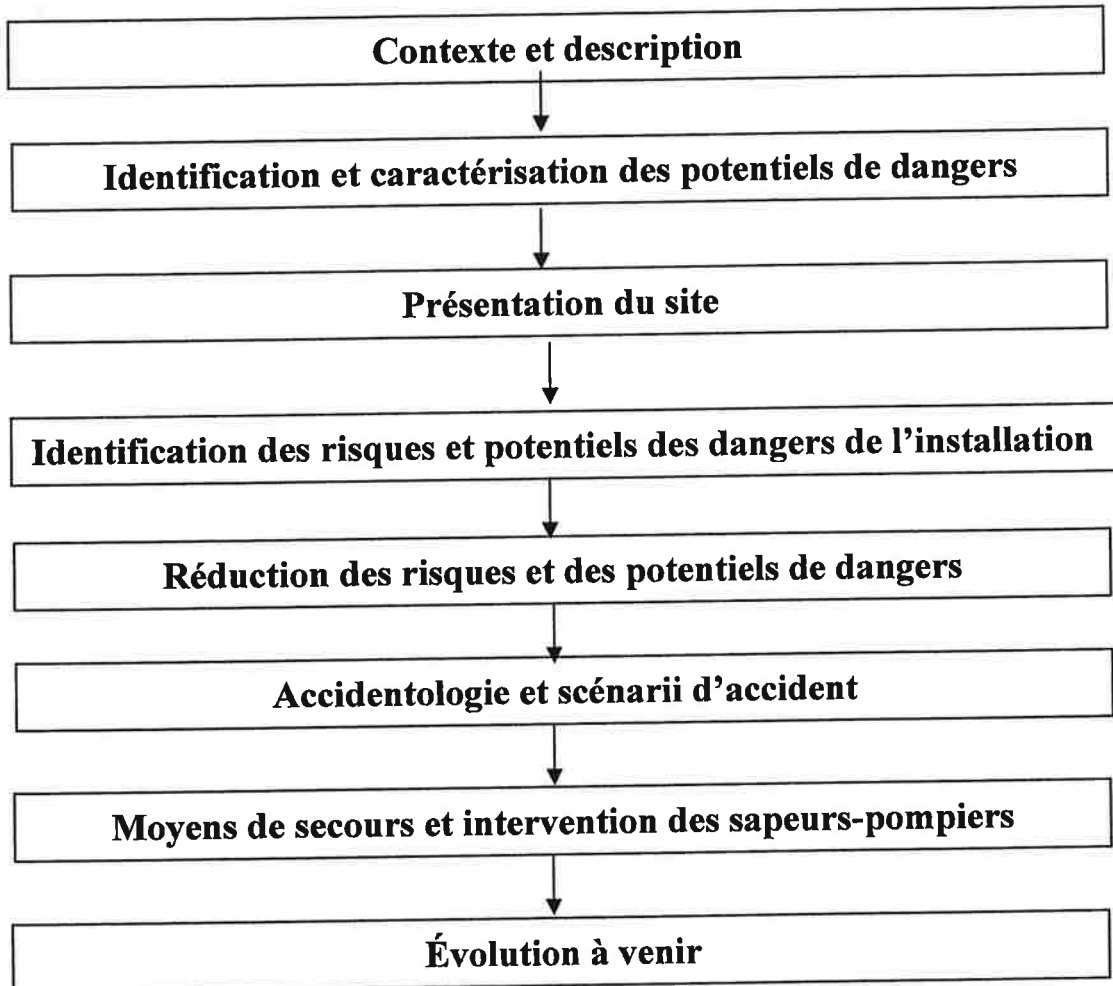 Contexte et description
Identification et caractérisation des potentiels de dangers
Présentation du site
Identification des risques et potentiels des dangers de l’installation
Réduction des risques et des potentiels de dangers
Accidentologie et scénarii d’accident
Moyens de secours et intervention des sapeurs-pompiers
Évolution à venir